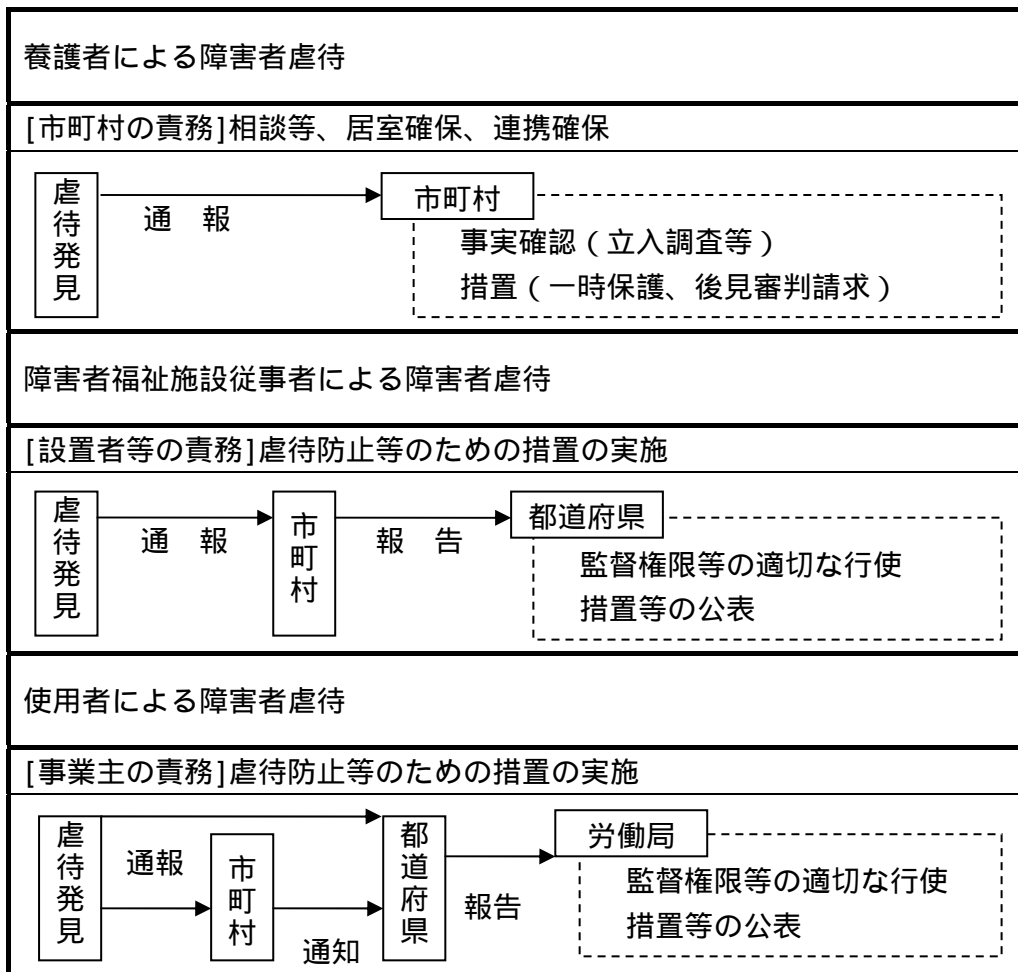 養護者による障害者虐待
[市町村の責務]相談等、居室確保、連携確保
虐待発見
通 報
市町村
事実確認(立入調査等)
措置(一時保護、後見審判請求)
障害者福祉施設従事者による障害者虐待
[設置者等の責務]虐待防止等のための措置の実施
虐待発見
通 報
市町村
報 告
都道府県
監督権限等の適切な行使
措置等の公表
使用者による障害者虐待
[事業主の責務]虐待防止等のための措置の実施
虐待発見
通報
市町村
通知
都道府県
報告
労働局
監督権限等の適切な行使
措置等の公表